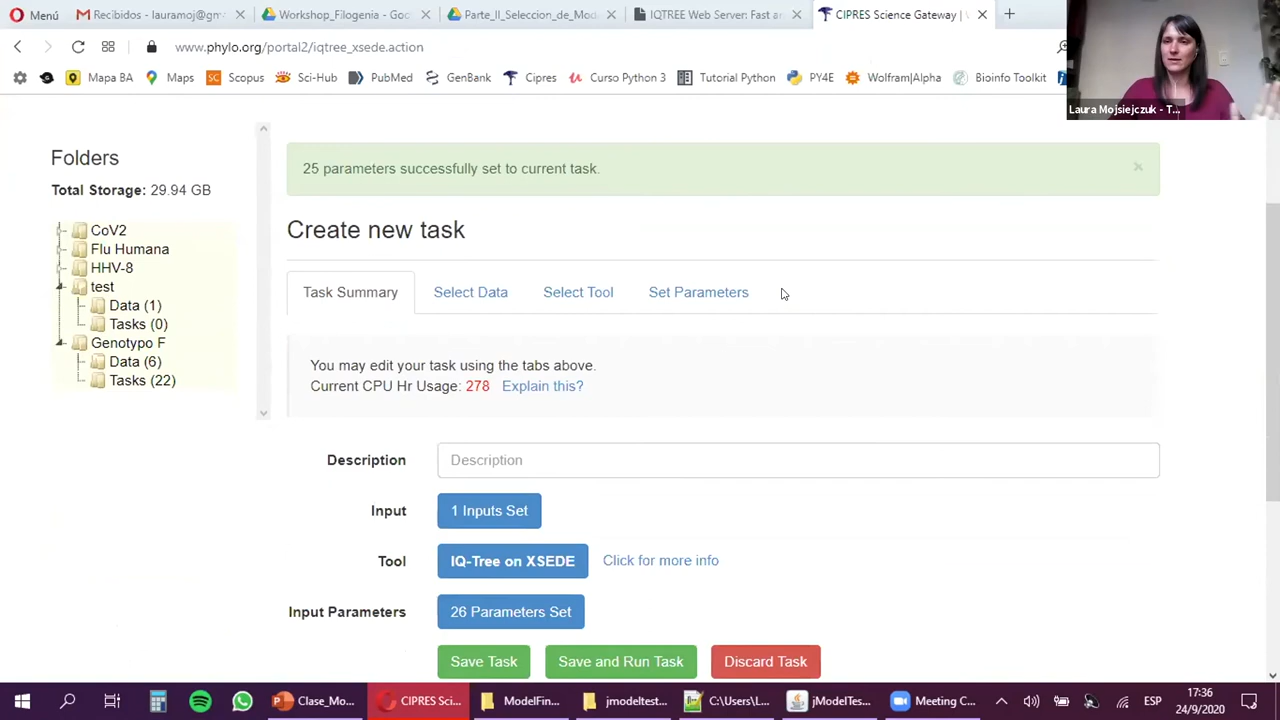 Menú
Recibidos - lauramoj@gm
Workshop_Filogenia - Goo
Parte_II_Seleccion_de_Mod
IQTREE Web Server: Fast an
CIPRES Science Gateway |
www.phylo.org/portal2/iqtree_xsede.action
Mapa BA
Maps
SC Scopus
Sci-Hub
PubMed
GenBank
Cipres
Curso Python 3
Tutorial Python
PY4E
Wolfram|Alpha
Bioinfo Toolkit
Laura Mojsiejczuk - T...
Folders
Total Storage: 29.94 GB
CoV2
Flu Humana
HHV-8
test
Data (1)
Tasks (0)
Genotypo F
Data (6)
Tasks (22)
25 parameters successfully set to current task.
×
Create new task
Task Summary
Select Data
Select Tool
Set Parameters
You may edit your task using the tabs above.
Current CPU Hr Usage: 278 Explain this?
Description
Description
Input
1 Inputs Set
Tool
IQ-Tree on XSEDE
Click for more info
Input Parameters
26 Parameters Set
Save Task
Save and Run Task
Discard Task
Clase_Mo...
CIPRES Sci...
ModelFin...
jmodeltest...
C:\Users\L...
jModelTes...
Meeting C...
ESP
17:36
24/9/2020